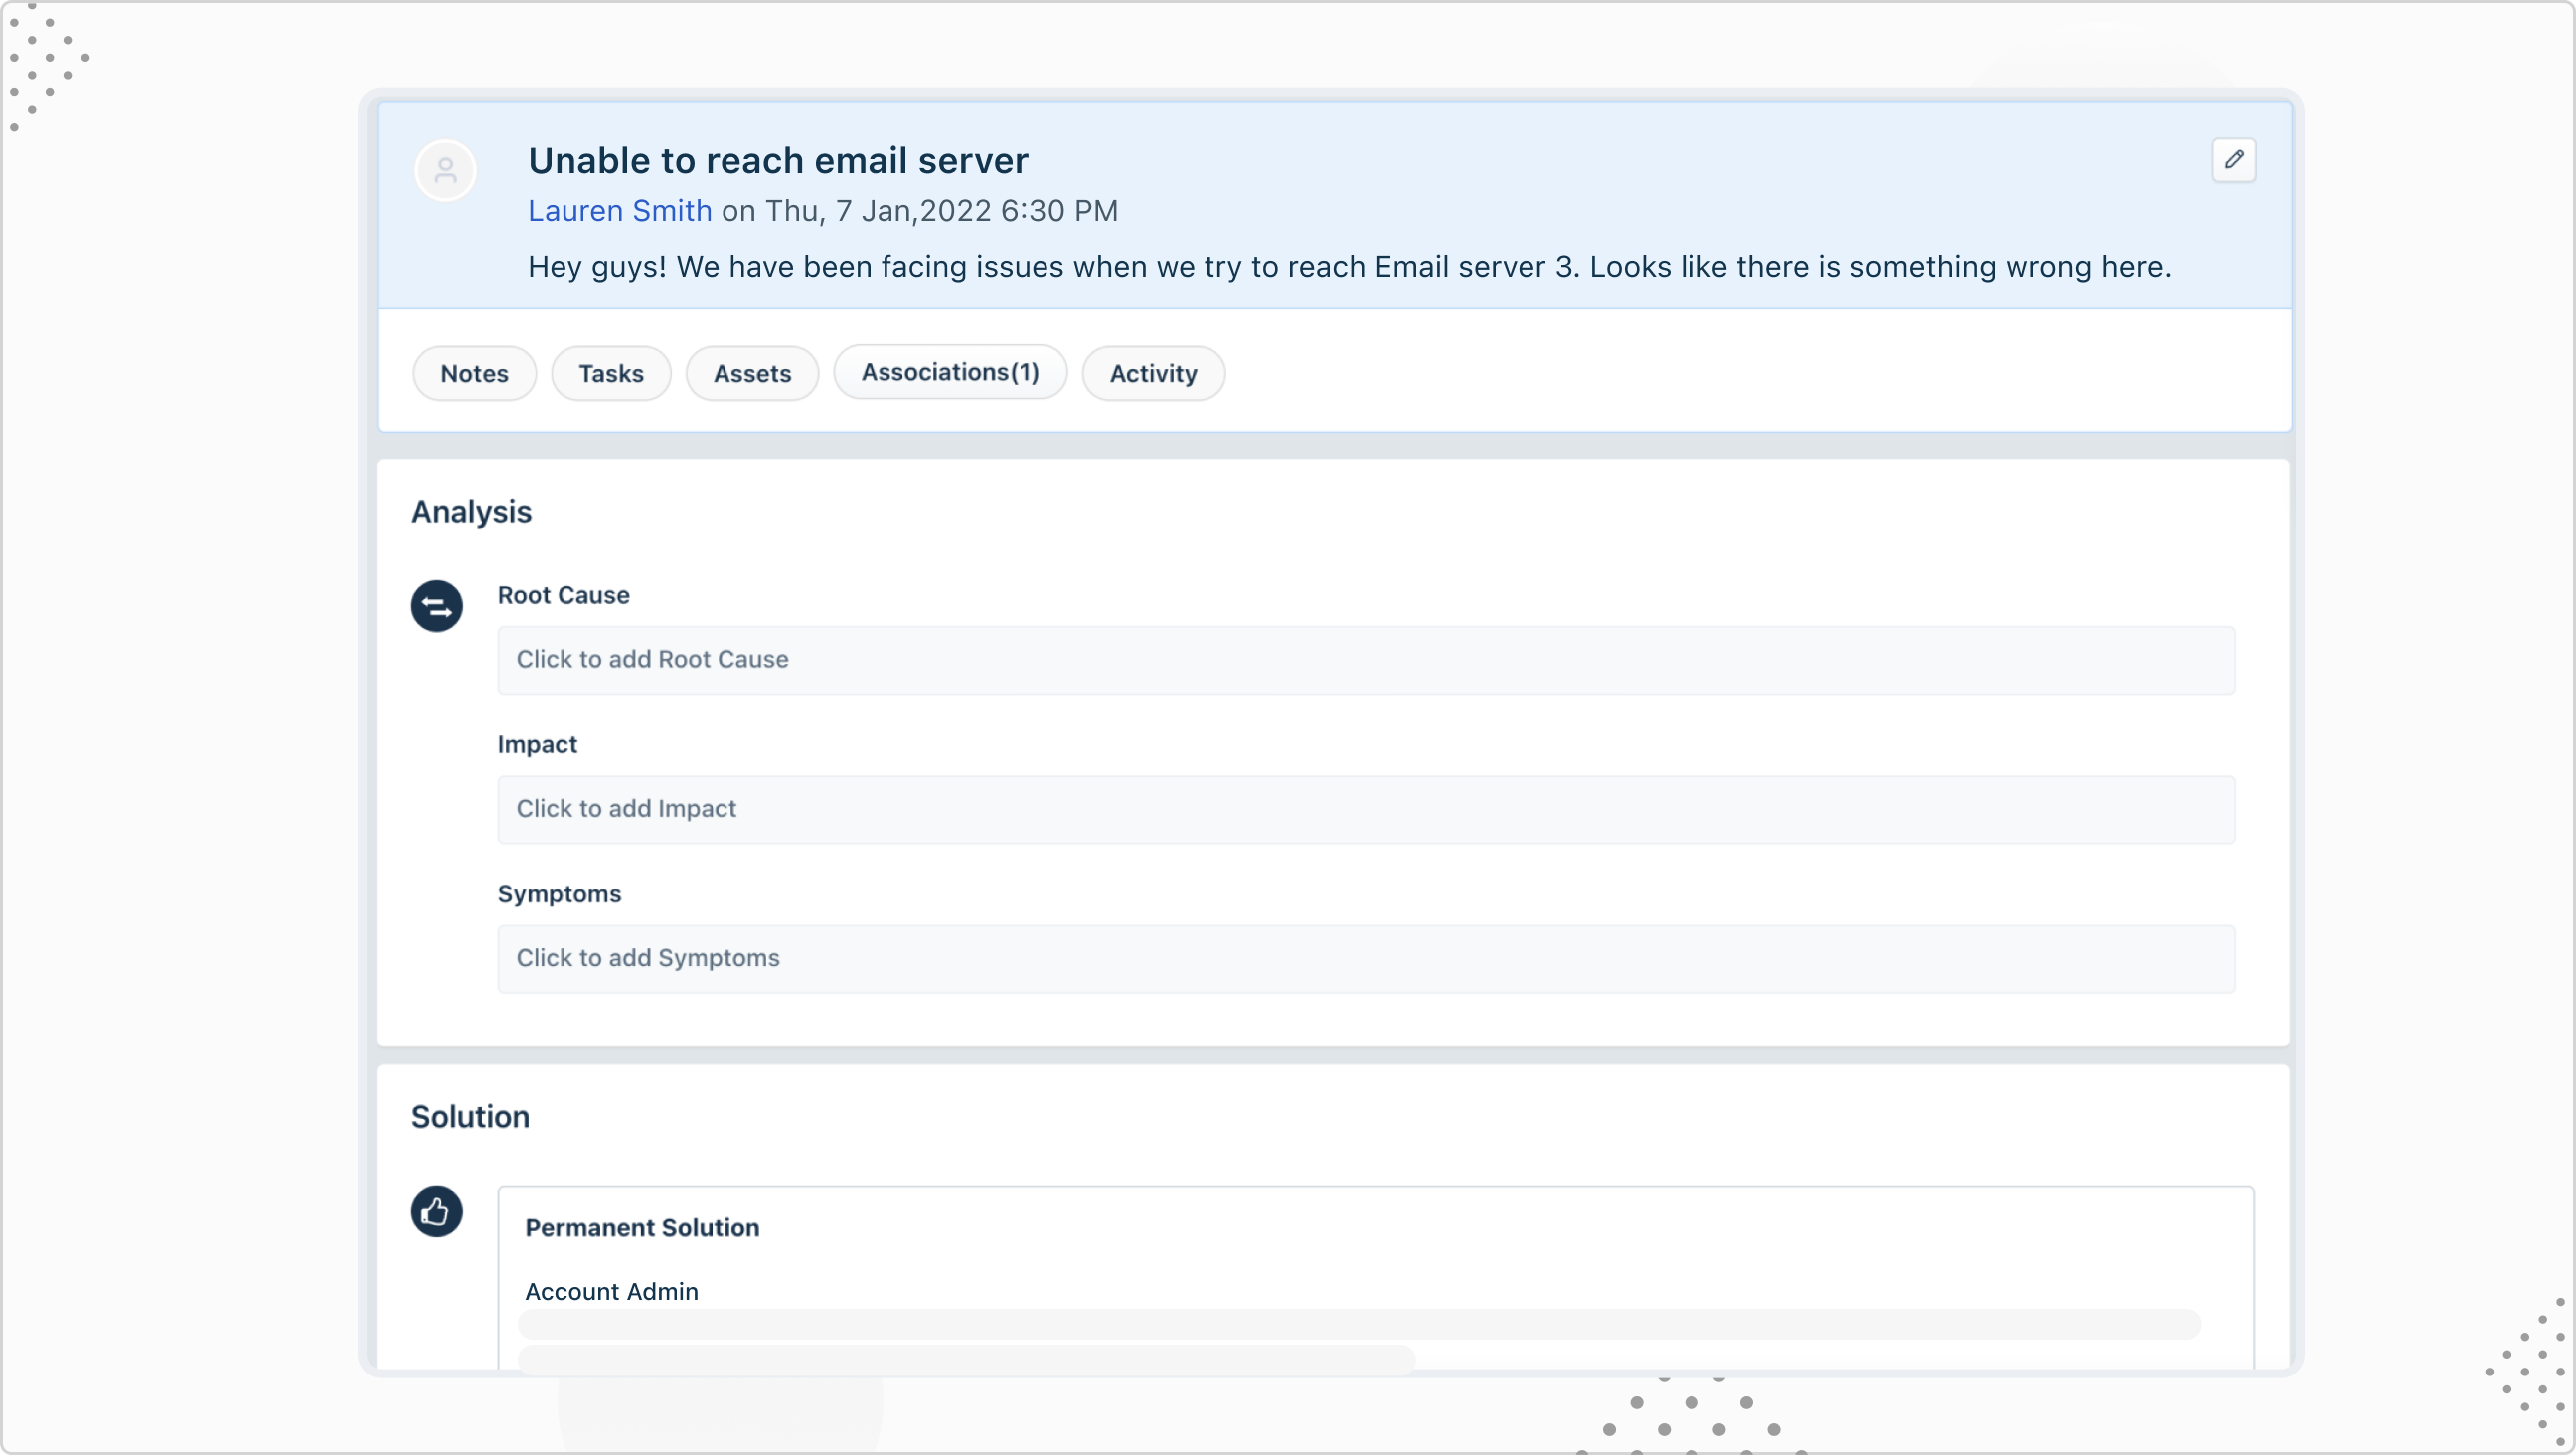 Unable to reach email server
Lauren Smith on Thu, 7 Jan,2022 6:30 PM
Hey guys! We have been facing issues when we try to reach Email server 3. Looks like there is something wrong here.
Notes Tasks Assets Associations(1) Activity
Analysis
Root Cause
Click to add Root Cause
Impact
Click to add Impact
Symptoms
Click to add Symptoms
Solution
Permanent Solution
Account Admin